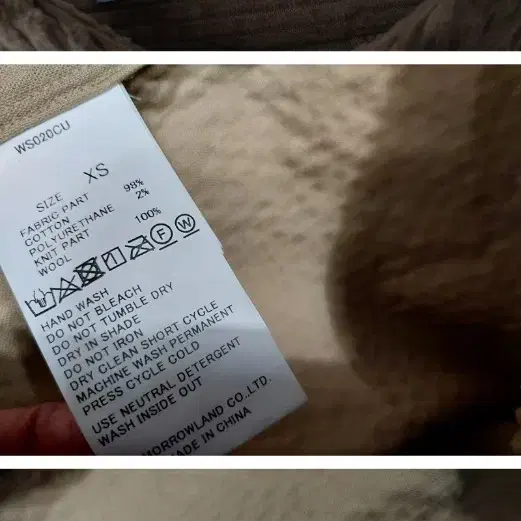 WS020CU
SIZE XS
FABRIC PART
COTTON 98%
POLYURETHANE 2%
KNIT PART
WOOL 100%
F W
HAND WASH
DO NOT BLEACH
DO NOT TUMBLE DRY
DRY IN SHADE
DO NOT IRON
DRY CLEAN SHORT CYCLE
MACHINE WASH PERMANENT
PRESS CYCLE COLD
USE NEUTRAL DETERGENT
WASH INSIDE OUT
MORROWLAND CO.,LTD.
MADE IN CHINA